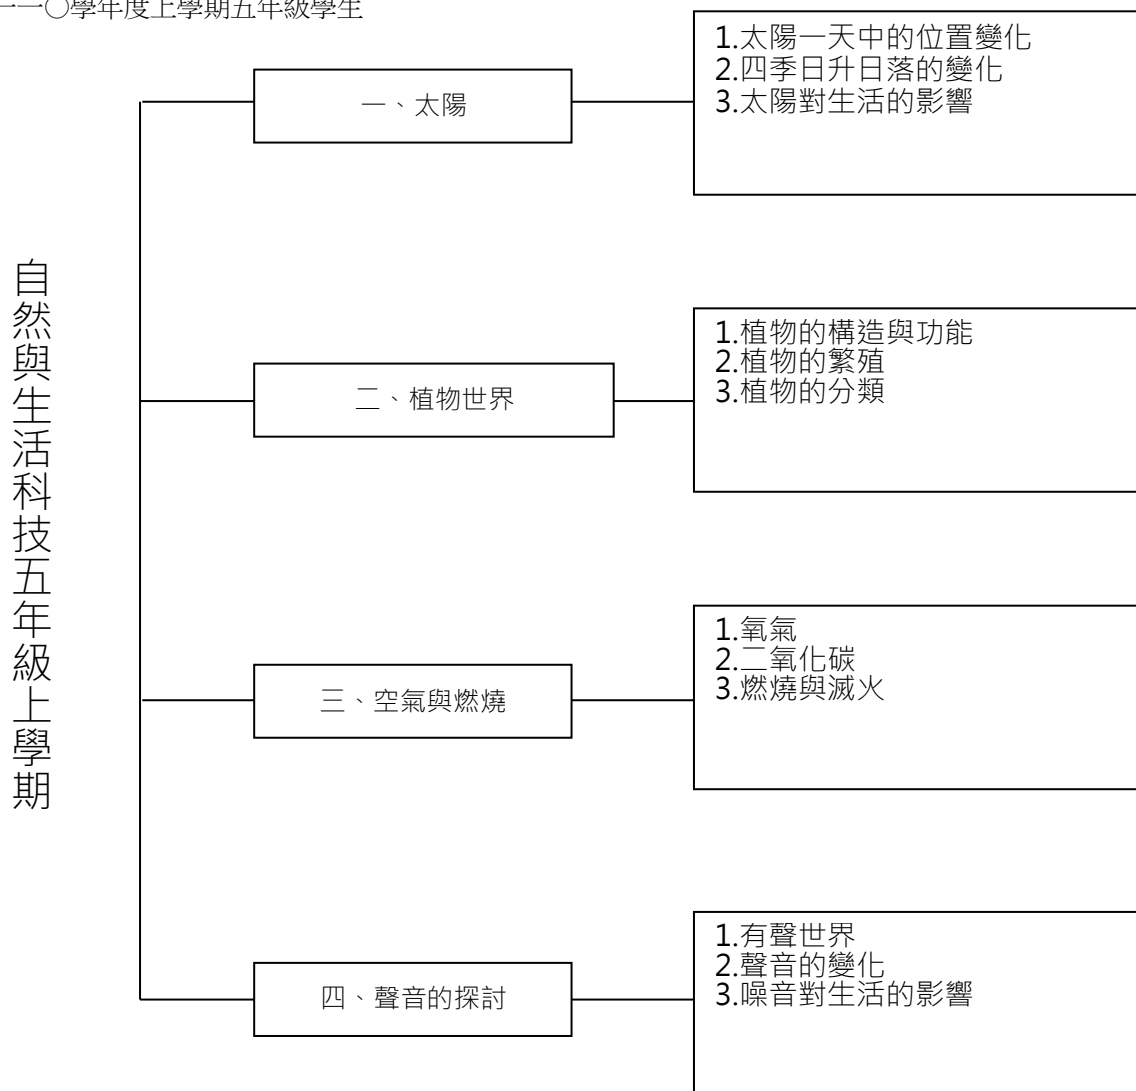 一一○學年度上學期五年級學生
自然與生活科技五年級上學期
一、太陽
1.太陽一天中的位置變化
2.四季日升日落的變化
3.太陽對生活的影響
二、植物世界
1.植物的構造與功能
2.植物的繁殖
3.植物的分類
三、空氣與燃燒
1.氧氣
2.二氧化碳
3.燃燒與滅火
四、聲音的探討
1.有聲世界
2.聲音的變化
3.噪音對生活的影響